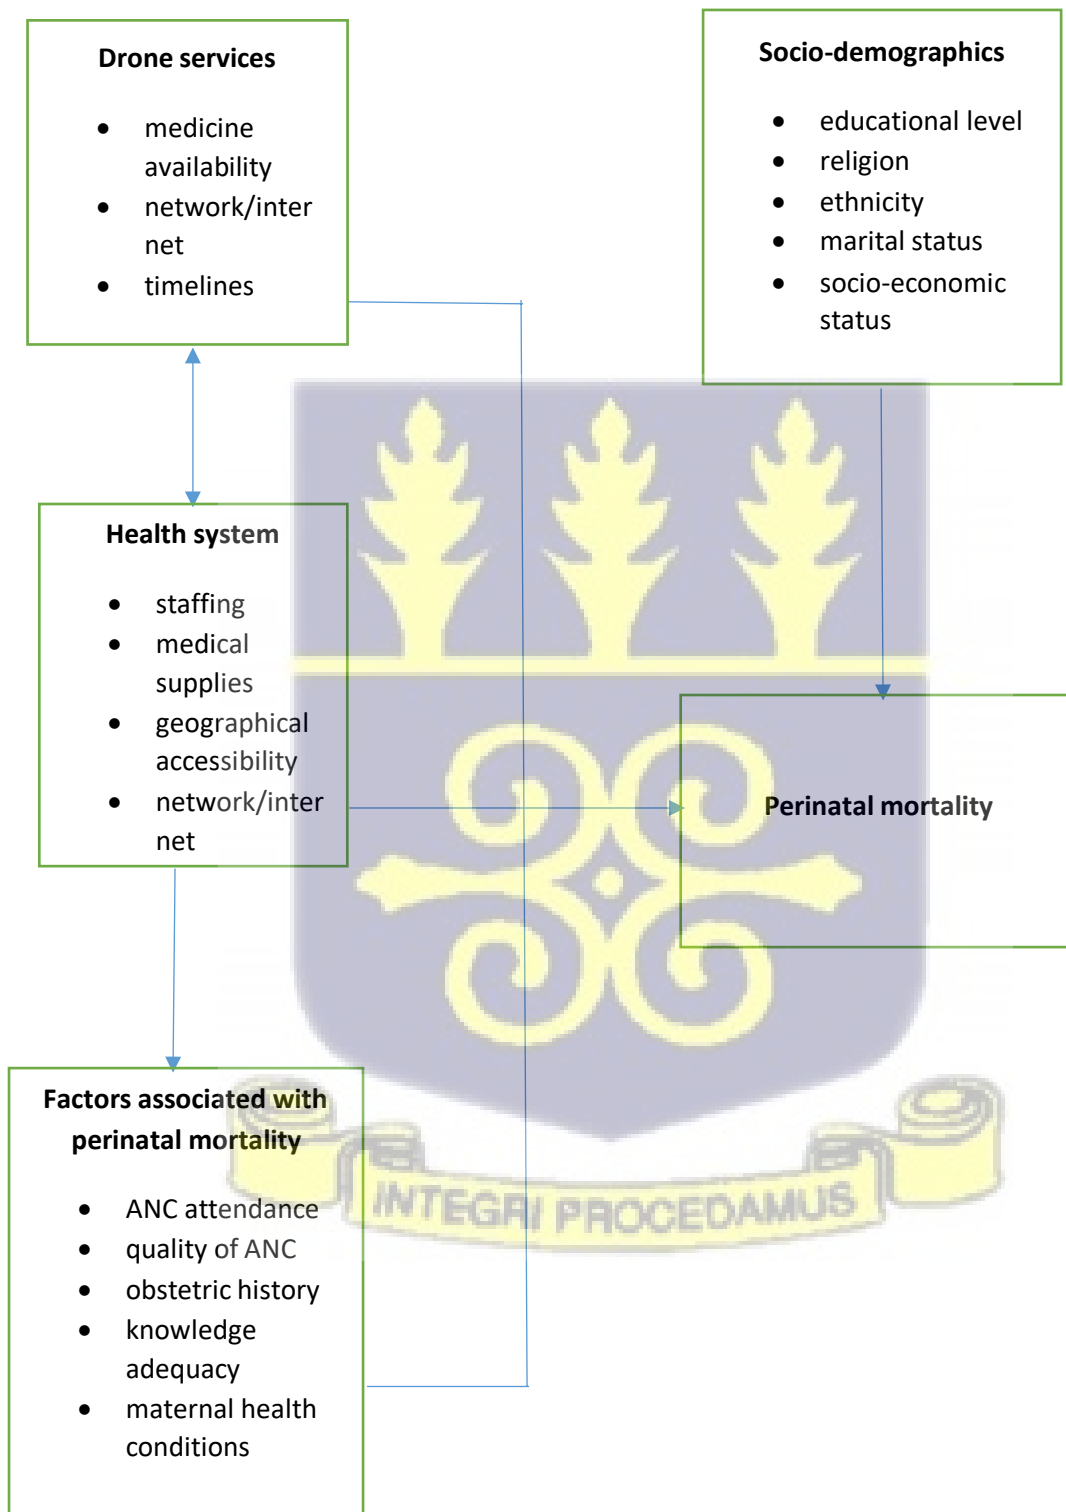 Drone services
• medicine
availability
• network/inter
net
• timelines
Socio-demographics
• educational level
• religion
• ethnicity
• marital status
• socio-economic
status
Health system
• staffing
• medical
supplies
• geographical
accessibility
• network/inter
net
Perinatal mortality
Factors associated with
perinatal mortality
• ANC attendance
• quality of ANC
• obstetric history
• knowledge
adequacy
• maternal health
conditions
INTEGRI PROCEDAMUS